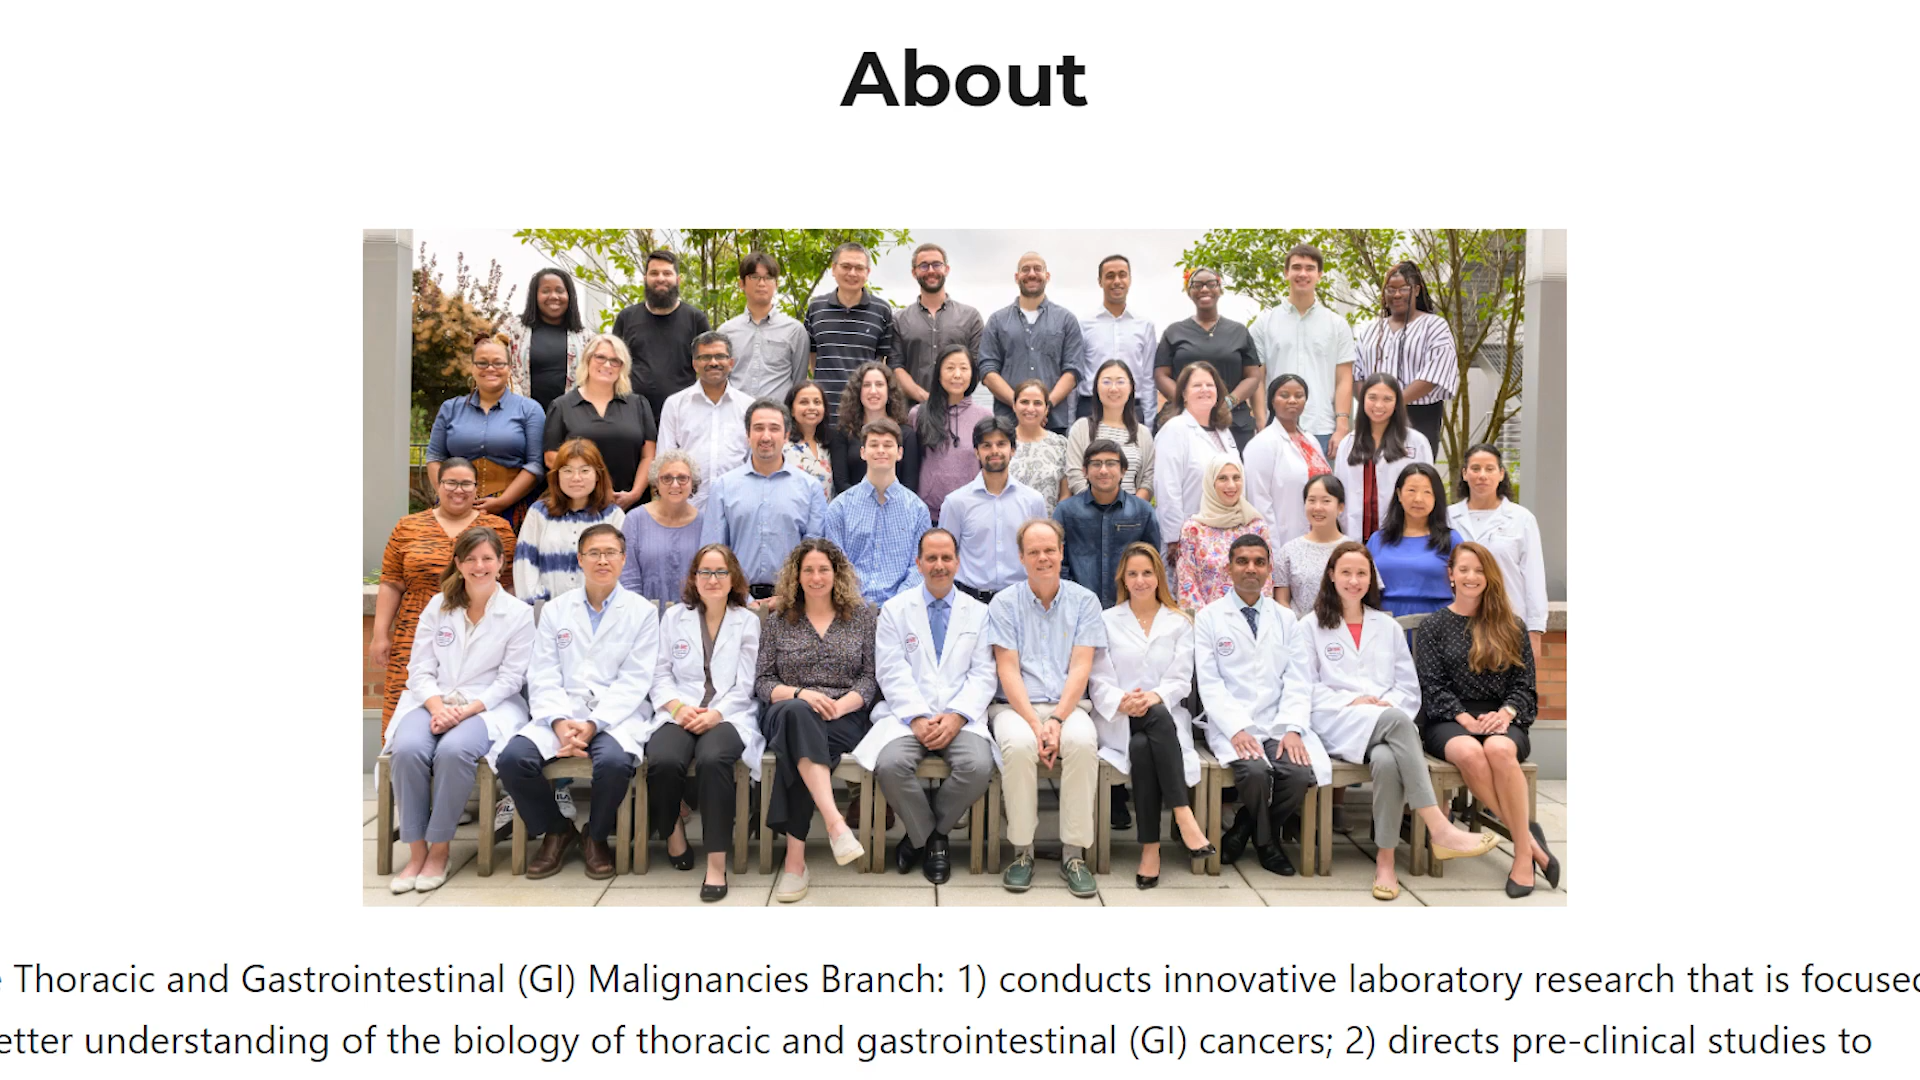 About
Thoracic and Gastrointestinal (GI) Malignancies Branch: 1) conducts innovative laboratory research that is focused
etter understanding of the biology of thoracic and gastrointestinal (GI) cancers; 2) directs pre-clinical studies to